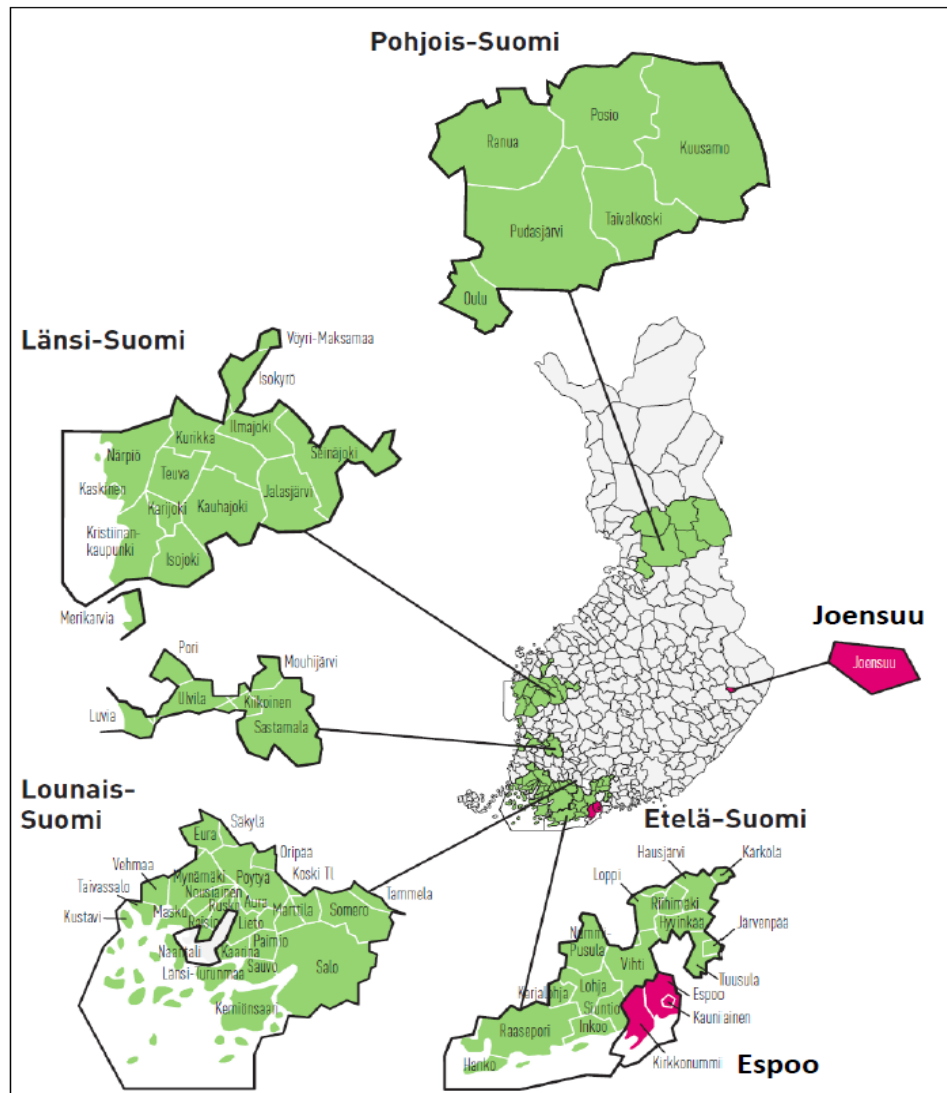 Pohjois-Suomi
Posio
Ranua
Kuusamo
Taivalkoski
Pudasjärvi
Oulu
Länsi-Suomi
Vöyri-Maksamaa
Isokyrö
Ilmajoki
Kurikka
Närpiö
Seinäjoki
Teuva
Kaskinen
Jalasjärvi
Karijoki
Kauhajoki
Kristiinan-
kaupunki
Isojoki
Merikarvia
Pori
Mouhijärvi
Ulvila
Kiikoinen
Luvia
Sastamala
Joensuu
Joensuu
Lounais-
Suomi
Säkylä
Eura
Oripää
Vehmaa
Koski Tl
Mynämäki
Pöytyä
Taivassalo
Nousiainen
Tammela
Rusko
Aura
Kustavi
Masku
Marttila
Somero
Raisio
Lieto
Paimio
Naantali
Kaarina
Salo
Länsi-Turunmaa
Sauvo
Kemiönsaari
Etelä-Suomi
Hausjärvi
Kärkölä
Loppi
Riihimäki
Hyvinkää
Järvenpää
Nummi-
Pusula
Vihti
Tuusula
Lohja
Espoo
Karjalohja
Siuntio
Kauniainen
Raasepori
Inkoo
Hanko
Kirkkonummi
Espoo